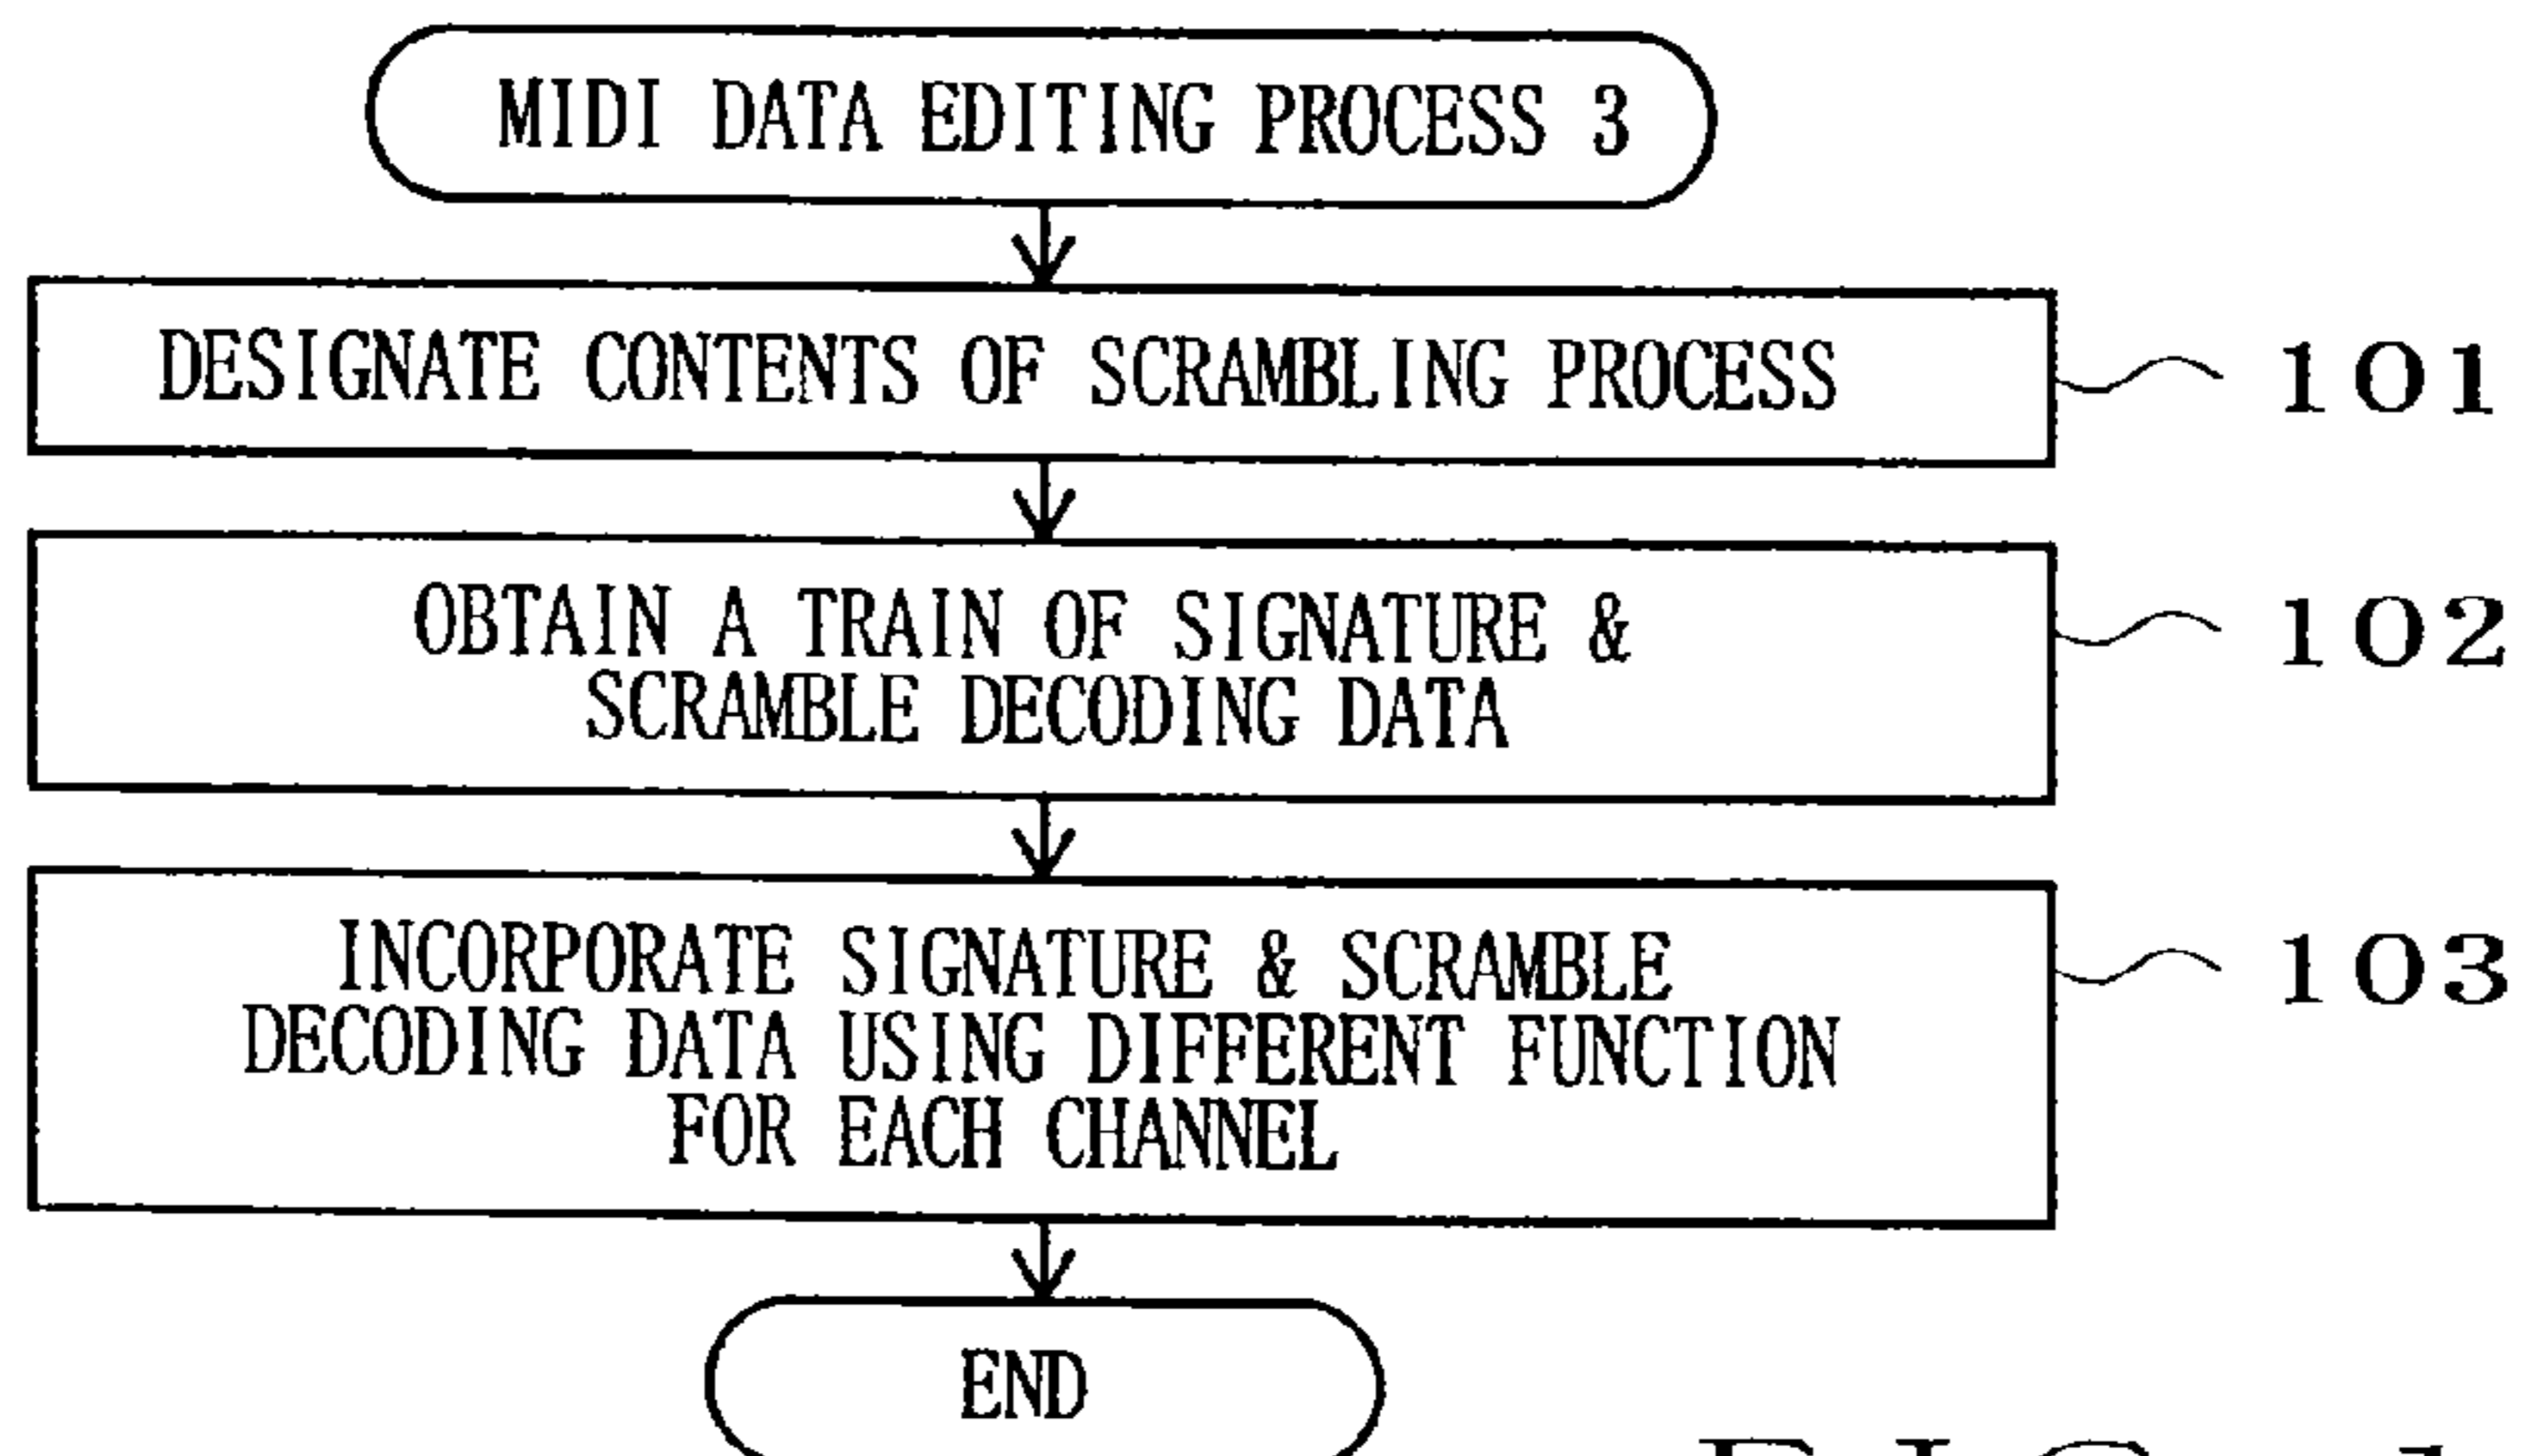 MIDI DATA EDITING PROCESS 3
DESIGNATE CONTENTS OF SCRAMBLING PROCESS
101
OBTAIN A TRAIN OF SIGNATURE &
SCRAMBLE DECODING DATA
102
INCORPORATE SIGNATURE & SCRAMBLE
DECODING DATA USING DIFFERENT FUNCTION
FOR EACH CHANNEL
103
END